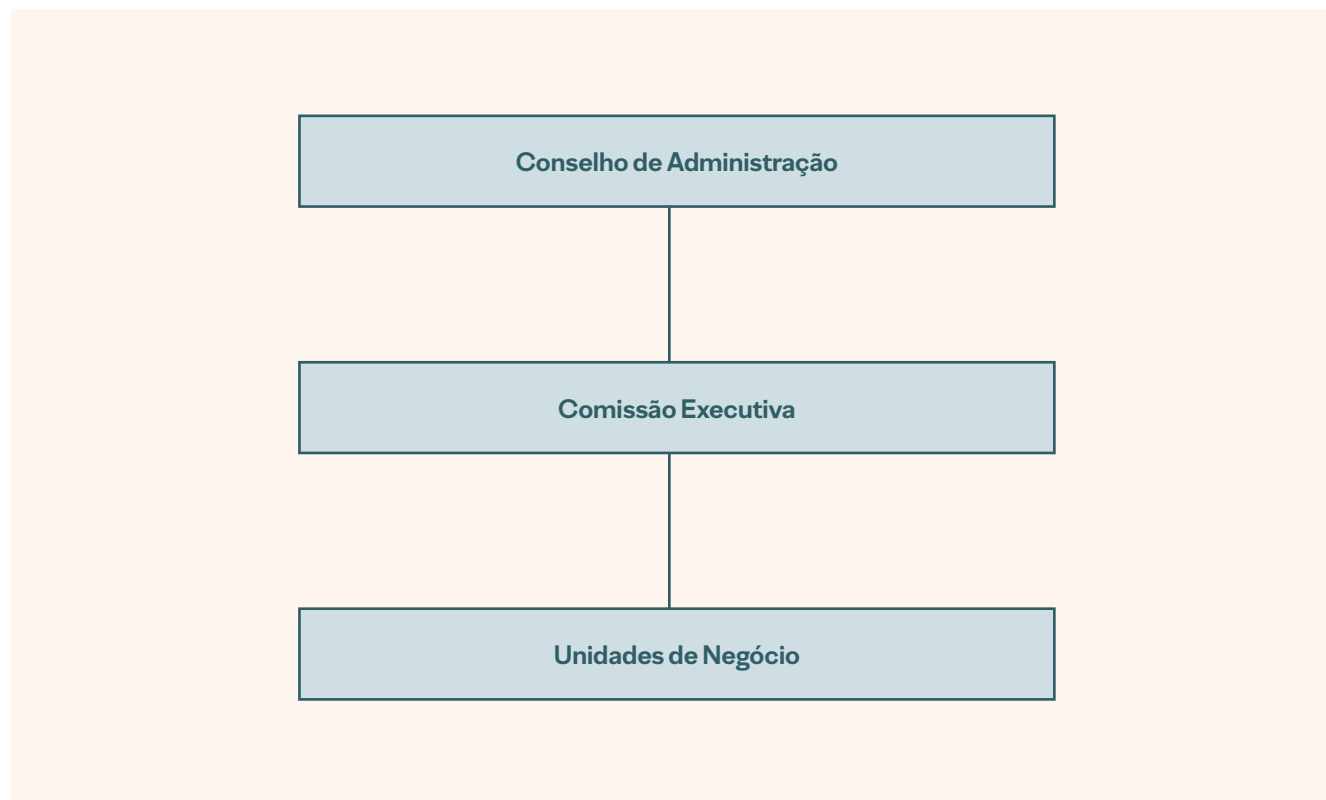 Conselho de Administração
Comissão Executiva
Unidades de Negócio